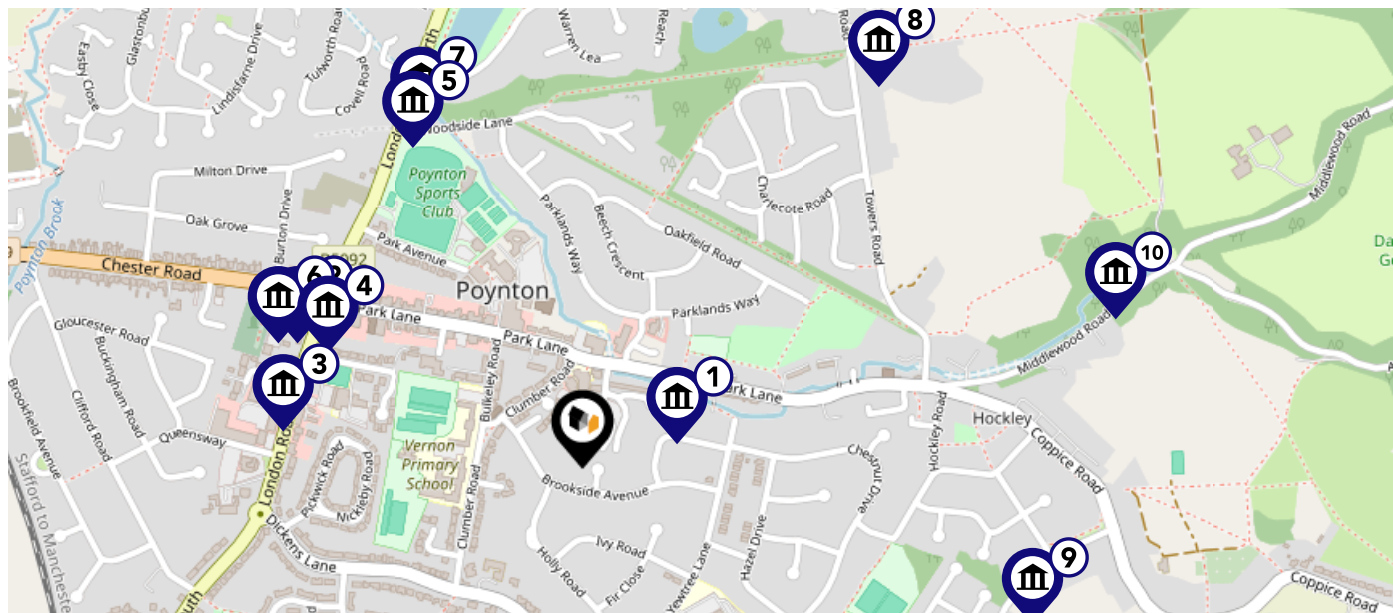 Easby Close
Lindisfarne Drive
Tulworth Road
Covell Road
Warren Lea
Reach
Road
8
7
5
Woodside Lane
Poynton
Sports
Club
Milton Drive
Oak Grove
Burton Drive
Park Avenue
Poynton Brook
Chester Road
Parklands Way
Beech Crescent
Oakfield Road
Charlecote Road
Towers Road
Middlewood Road
10
6
4
Poynton
Park Lane
Park Lane
Parklands Way
Middlewood Road
Gloucester Road
Buckingham Road
Clifford Road
Brookfield Avenue
3
1
Park Lane
Bulkeley Road
Clumber Road
Hockley
Hockley Road
Coppice Road
Queensway
London Road
Vernon
Primary
School
Pickwick Road
Nickleby Road
Clumber Road
Brookside Avenue
Chestnut Drive
Stafford to Manchester
Dickens Lane
Holly Road
Ivy Road
Fir Close
Yewtree Lane
Hazel Drive
9
Coppice Road